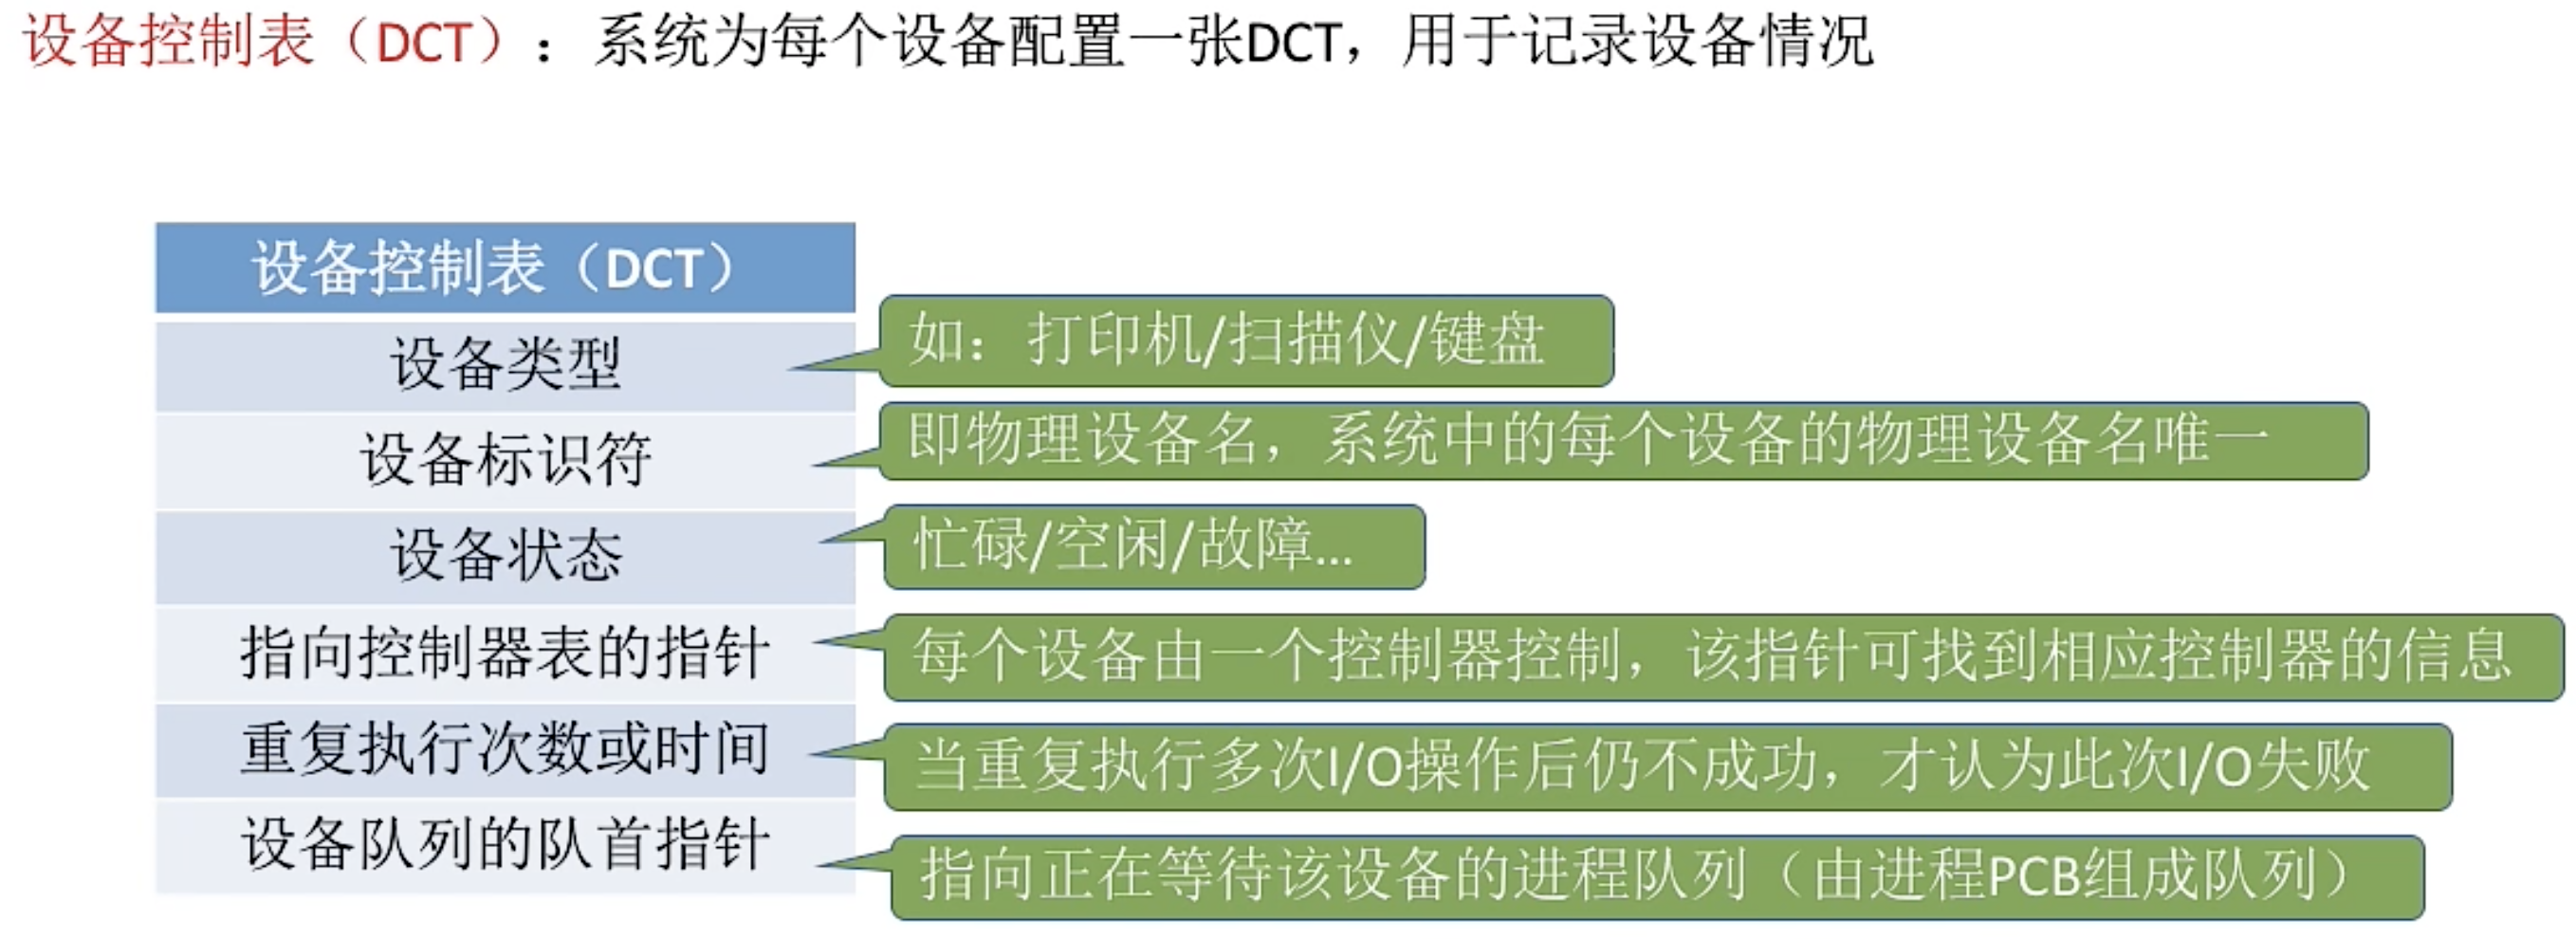 设备控制表（DCT）：系统为每个设备配置一张DCT，用于记录设备情况
设备控制表（DCT）
设备类型
如：打印机/扫描仪/键盘
设备标识符
即物理设备名，系统中的每个设备的物理设备名唯一
设备状态
忙碌/空闲/故障...
指向控制器表的指针
每个设备由一个控制器控制，该指针可找到相应控制器的信息
重复执行次数或时间
当重复执行多次I/O操作后仍不成功，才认为此次I/O失败
设备队列的队首指针
指向正在等待该设备的进程队列（由进程PCB组成队列）